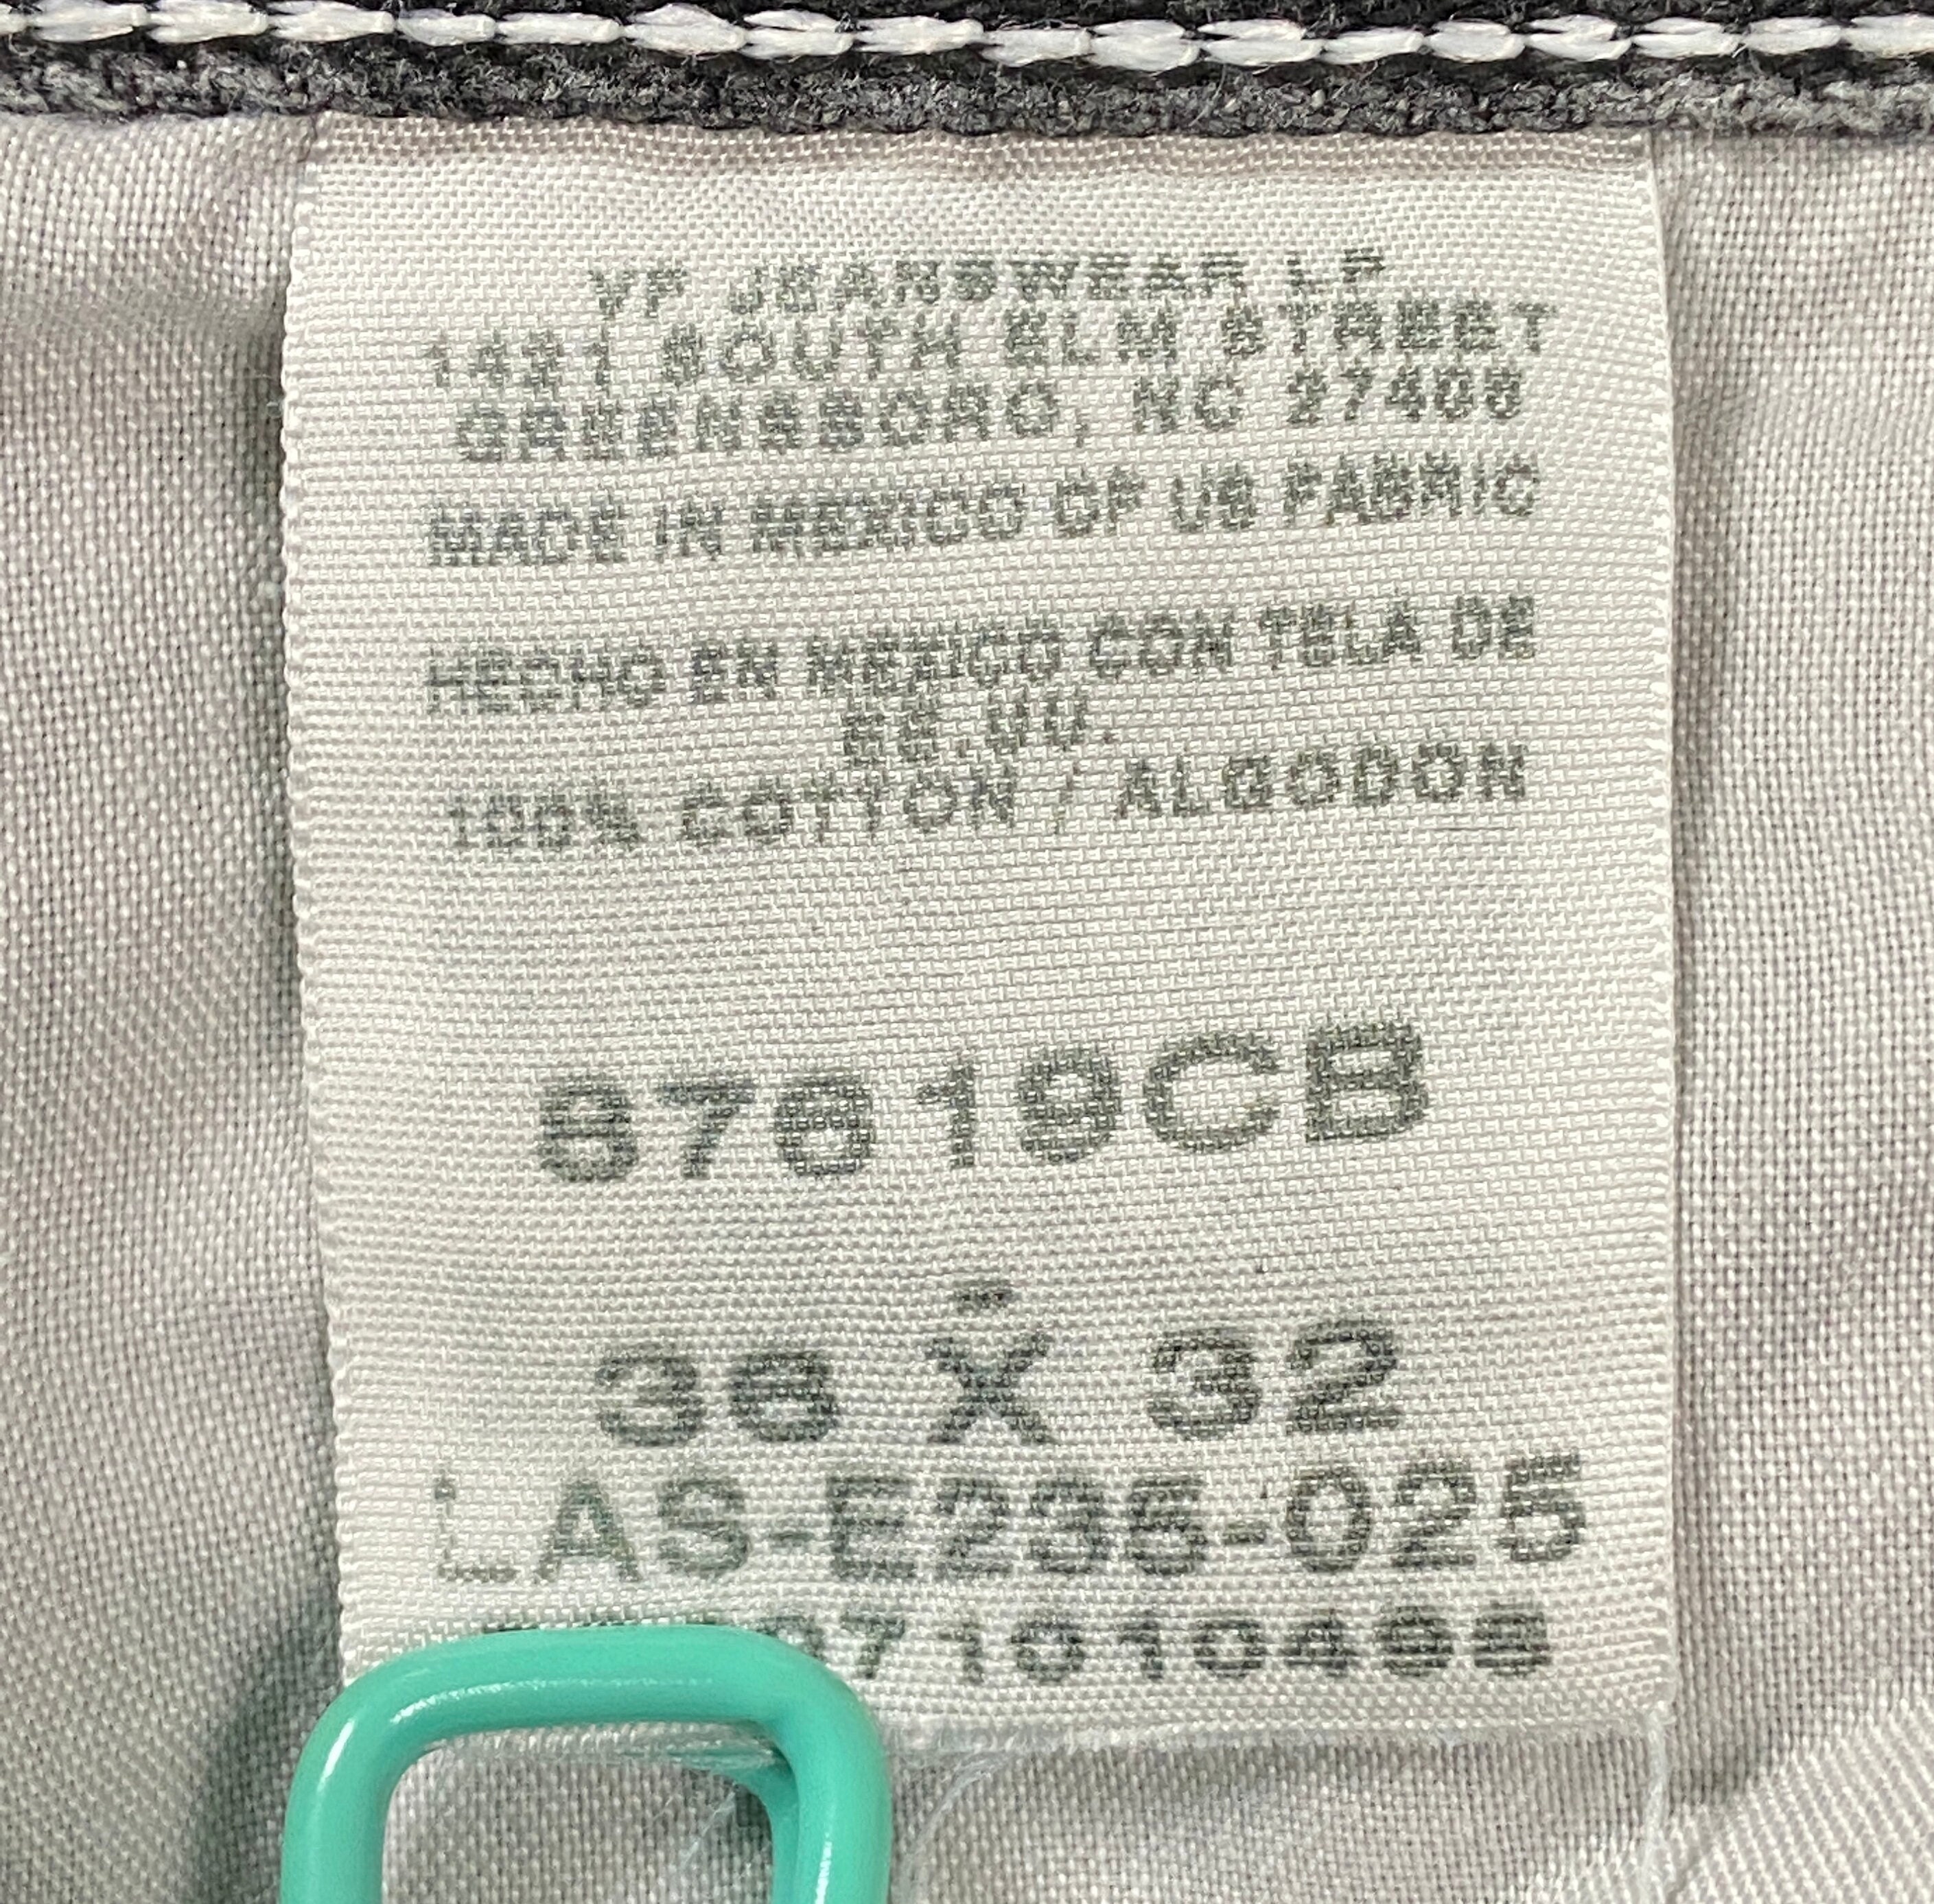 VF JEANSWEAR LP
1421 SOUTH ELM STREET
GREENSBORO, NC 27406
MADE IN MEXICO OF US FABRIC
HECHO EN MEXICO CON TELA DE
EE.UU.
100% COTTON / ALGODON
87619CB
-
36 X 32
LAS-E235-025